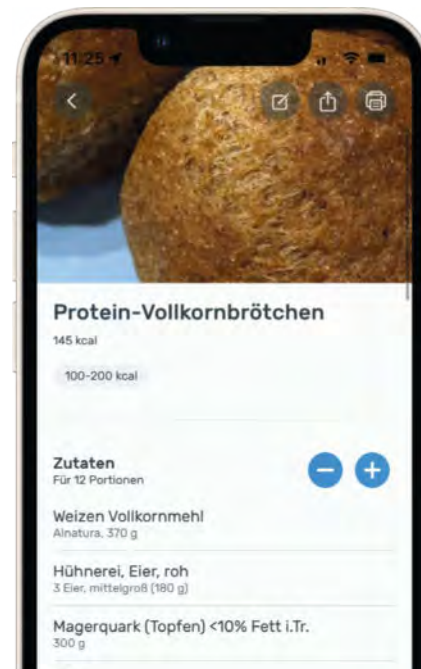 11:25
Protein-Vollkornbrötchen
145 kcal
100-200 kcal
Zutaten
Für 12 Portionen
Weizen Vollkornmehl
Alnatura, 370 g
Hühnerei, Eier, roh
3 Eier, mittelgroß (180 g)
Magerquark (Topfen) <10% Fett i.Tr.
300 g